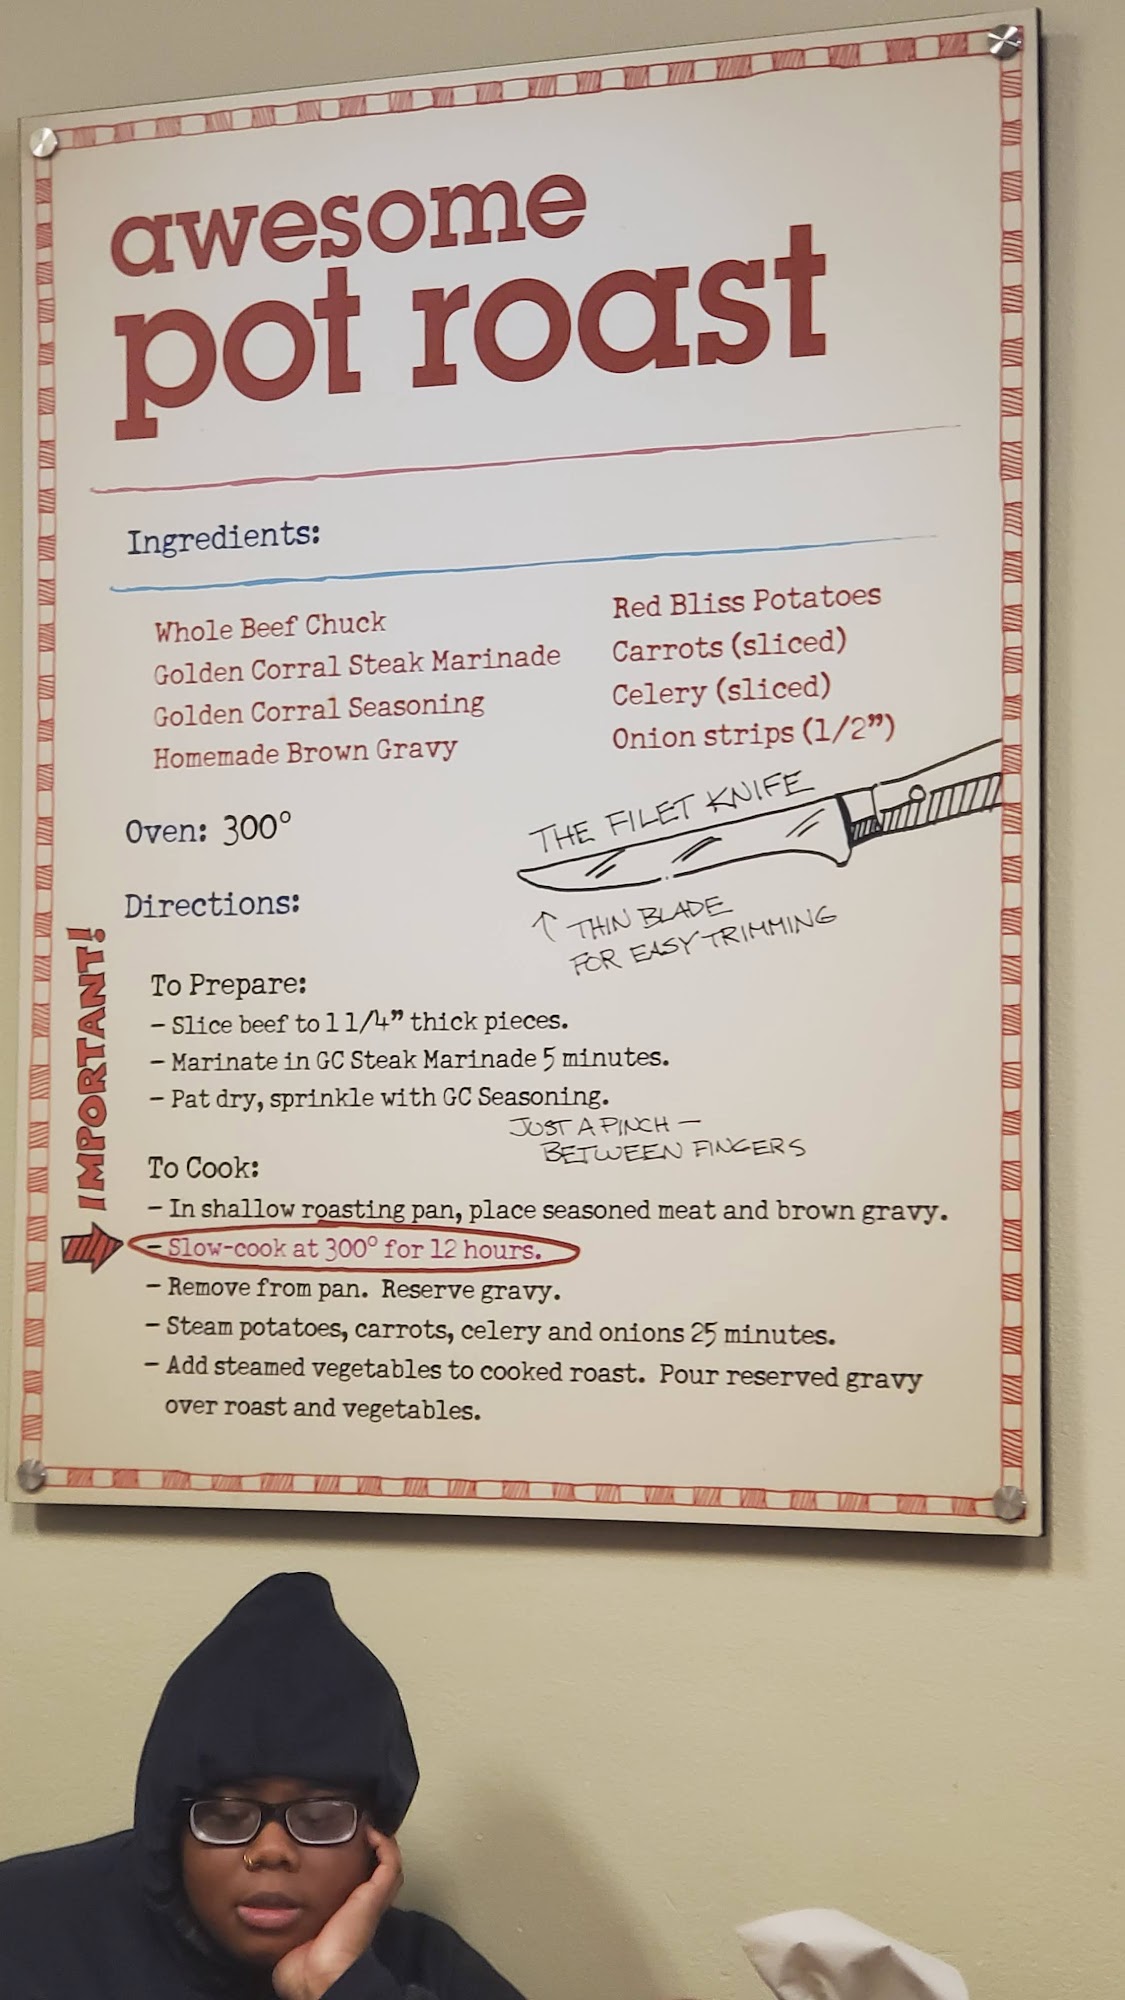 awesome
pot roast
Ingredients:
Whole Beef Chuck
Golden Corral Steak Marinade
Golden Corral Seasoning
Homemade Brown Gravy
Red Bliss Potatoes
Carrots (sliced)
Celery (sliced)
Onion strips (1/2”)
Oven: 300°
THE FILET KNIFE
↑ THIN BLADE
FOR EASY TRIMMING
Directions:
IMPORTANT!
To Prepare:
– Slice beef to 1 1/4” thick pieces.
– Marinate in GC Steak Marinade 5 minutes.
– Pat dry, sprinkle with GC Seasoning.
JUST A PINCH –
BETWEEN FINGERS
To Cook:
– In shallow roasting pan, place seasoned meat and brown gravy.
– Slow-cook at 300° for 12 hours.
– Remove from pan. Reserve gravy.
– Steam potatoes, carrots, celery and onions 25 minutes.
– Add steamed vegetables to cooked roast. Pour reserved gravy
over roast and vegetables.